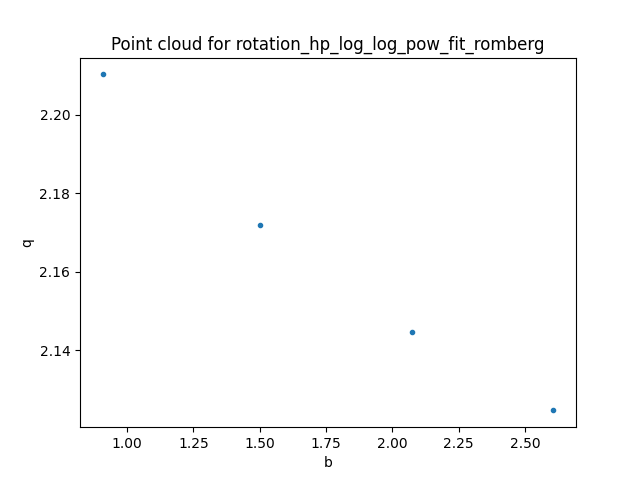 Point cloud for rotation_hp_log_log_pow_fit_romberg
2.20
2.18
2.16
2.14
q
1.00 1.25 1.50 1.75 2.00 2.25 2.50
b